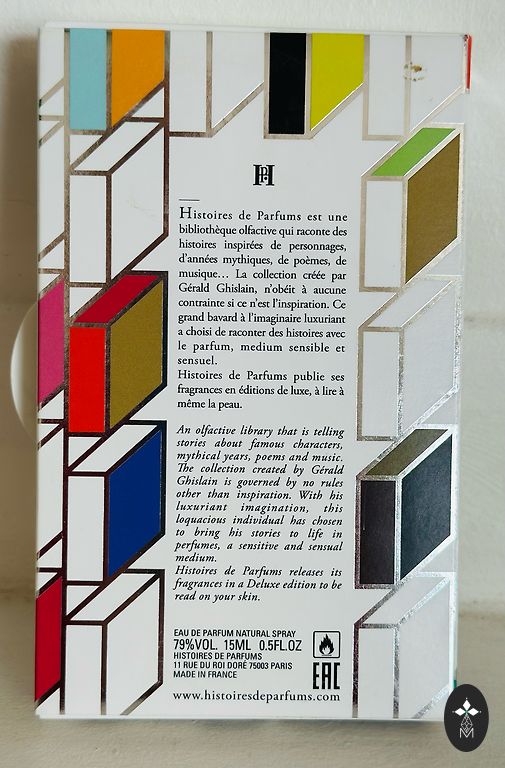 H
Histoires de Parfums est une
bibliothèque olfactive qui raconte des
histoires inspirées de personnages,
d'années mythiques, de poèmes, de
musique… La collection créée par
Gérald Ghislain, n'obéit à aucune
contrainte si ce n'est l'inspiration. Ce
grand bavard à l'imaginaire luxuriant
a choisi de raconter des histoires avec
le parfum, medium sensible et
sensuel.
Histoires de Parfums publie ses
fragrances en éditions de luxe, à lire à
même la peau.
An olfactive library that is telling
stories about famous characters,
mythical years, poems and music.
The collection created by Gérald
Ghislain is governed by no rules
other than inspiration. With his
luxuriant imagination, this
loquacious individual has chosen
to bring his stories to life in
perfumes, a sensitive and sensual
medium.
Histoires de Parfums releases its
fragrances in a Deluxe edition to be
read on your skin.
EAU DE PARFUM NATURAL SPRAY
79%VOL. 15ML 0.5FL.OZ
HISTOIRES DE PARFUMS
11 RUE DU ROI DORÉ 75003 PARIS
MADE IN FRANCE
EAC
www.histoiresdeparfums.com
M